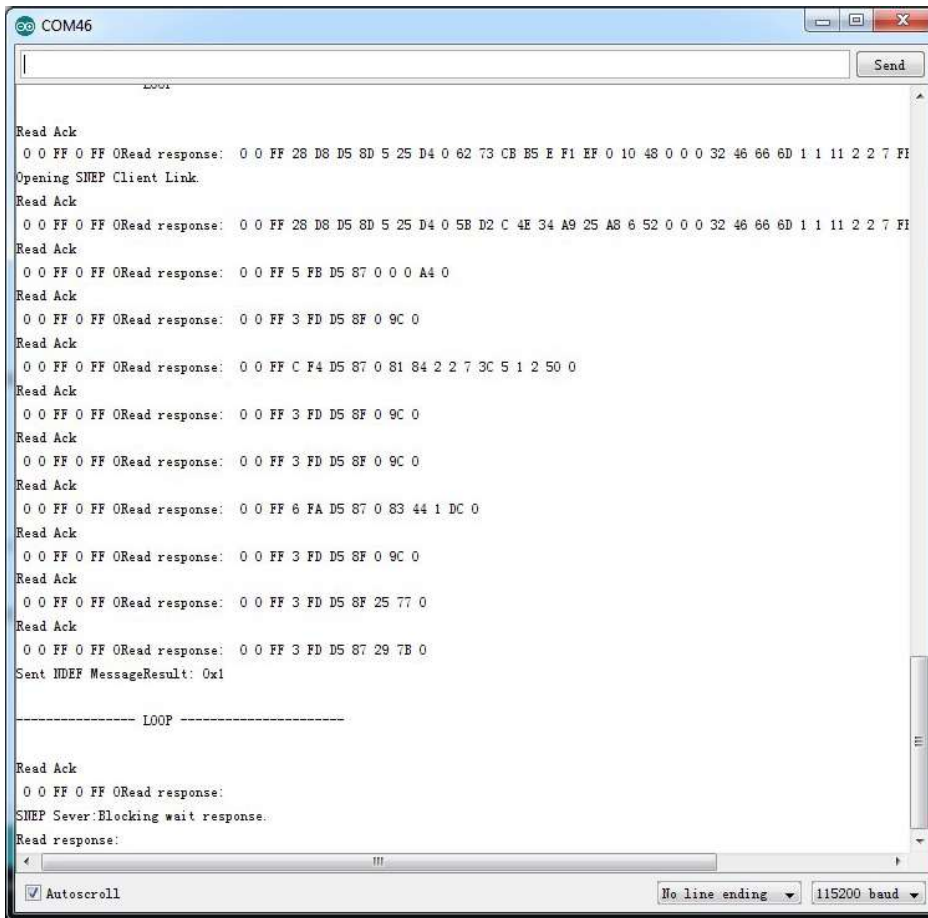 COM46
Send
LOOP
Read Ack
0 0 FF 0 FF 0Read response: 0 0 FF 28 D8 D5 8D 5 25 D4 0 62 73 CB B5 E F1 EF 0 10 48 0 0 0 32 46 66 6D 1 1 11 2 2 7
Opening SNEP Client Link.
Read Ack
0 0 FF 0 FF 0Read response: 0 0 FF 28 D8 D5 8D 5 25 D4 0 5B D2 C 4E 34 A9 25 A8 6 52 0 0 0 32 46 66 6D 1 1 11 2 2 7
Read Ack
0 0 FF 0 FF 0Read response: 0 0 FF 5 FB D5 87 0 0 0 A4 0
Read Ack
0 0 FF 0 FF 0Read response: 0 0 FF 3 FD D5 8F 0 9C 0
Read Ack
0 0 FF 0 FF 0Read response: 0 0 FF C F4 D5 87 0 81 84 2 2 7 3C 5 1 2 50 0
Read Ack
0 0 FF 0 FF 0Read response: 0 0 FF 3 FD D5 8F 0 9C 0
Read Ack
0 0 FF 0 FF 0Read response: 0 0 FF 3 FD D5 8F 0 9C 0
Read Ack
0 0 FF 0 FF 0Read response: 0 0 FF 6 FA D5 87 0 83 44 1 DC 0
Read Ack
0 0 FF 0 FF 0Read response: 0 0 FF 3 FD D5 8F 0 9C 0
Read Ack
0 0 FF 0 FF 0Read response: 0 0 FF 3 FD D5 8F 25 77 0
Read Ack
0 0 FF 0 FF 0Read response: 0 0 FF 3 FD D5 87 29 7B 0
Sent NDEF MessageResult: 0x1
---------------- LOOP ----------------------
Read Ack
0 0 FF 0 FF 0Read response:
SNEP Sever:Blocking wait response.
Read response:
Autoscroll
No line ending
115200 baud